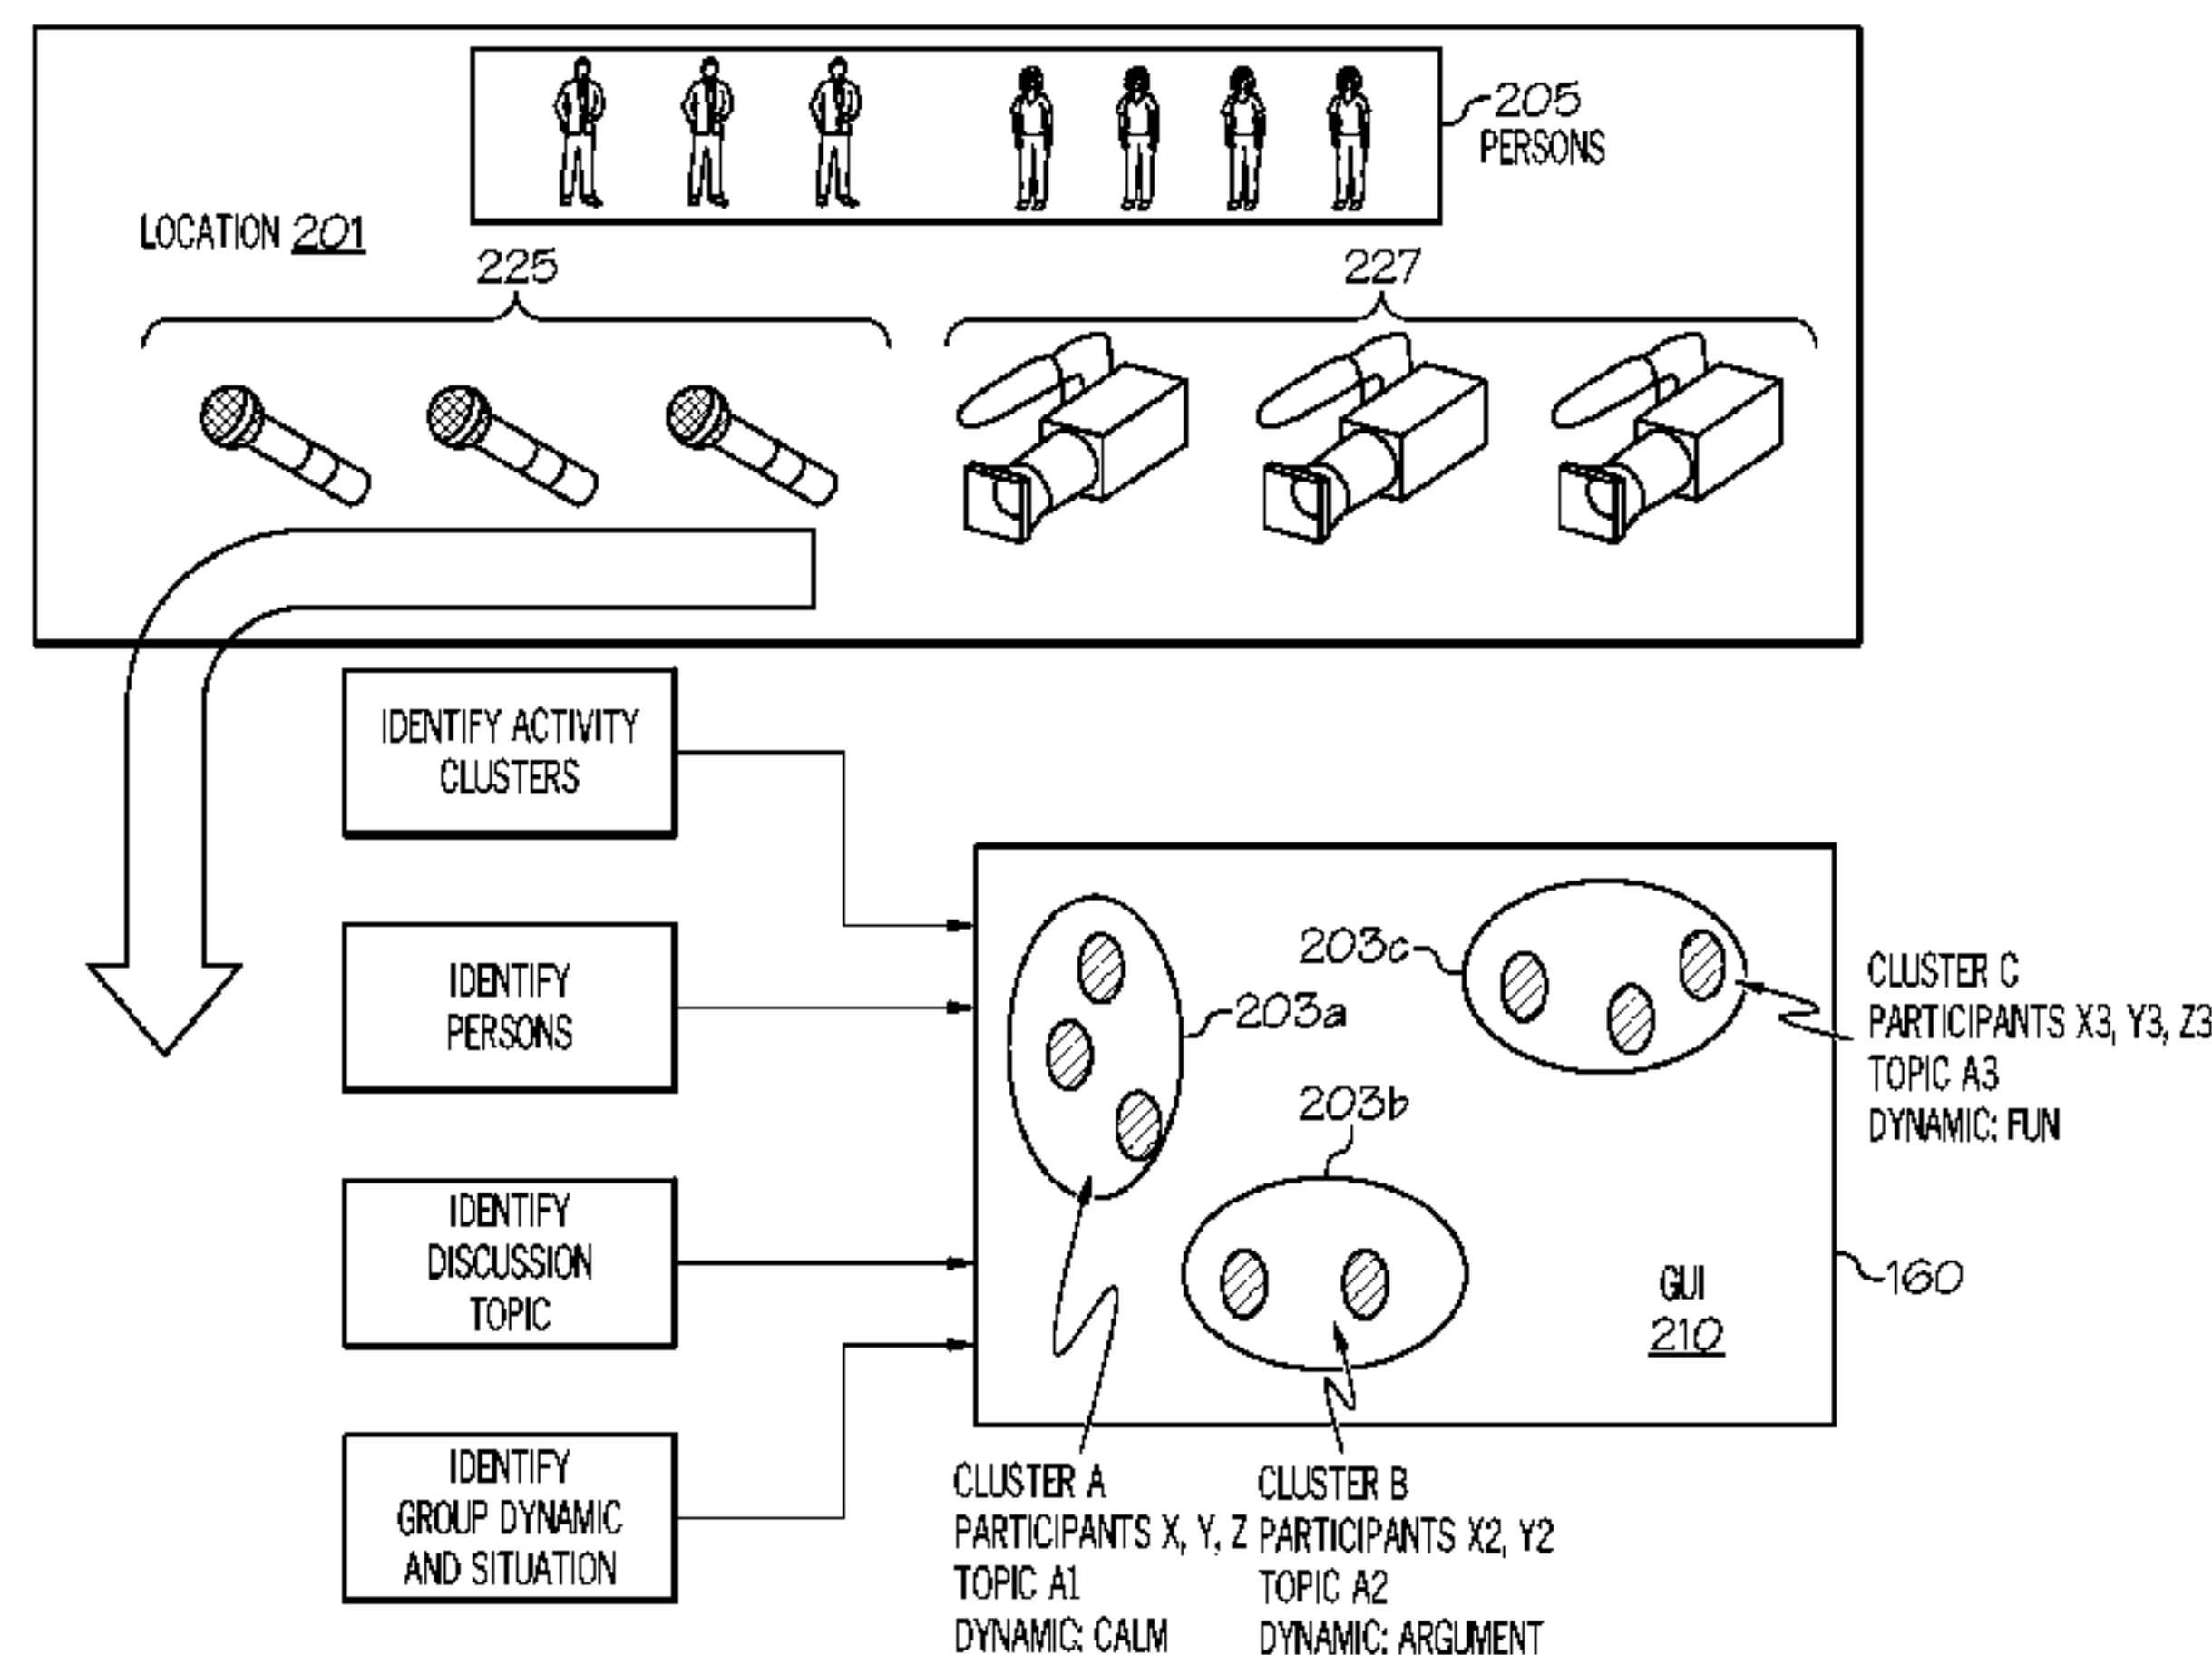 205
PERSONS
LOCATION 201
225
227
IDENTIFY ACTIVITY
CLUSTERS
IDENTIFY
PERSONS
IDENTIFY
DISCUSSION
TOPIC
IDENTIFY
GROUP DYNAMIC
AND SITUATION
203a
203b
203c
GUI
210
160
CLUSTER C
PARTICIPANTS X3, Y3, Z3
TOPIC A3
DYNAMIC: FUN
CLUSTER A
PARTICIPANTS X, Y, Z
TOPIC A1
DYNAMIC: CALM
CLUSTER B
PARTICIPANTS X2, Y2
TOPIC A2
DYNAMIC: ARGUMENT